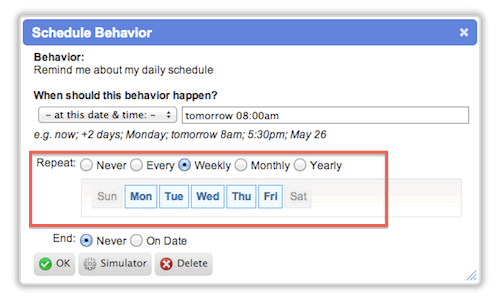 Schedule Behavior ×
Behavior:
Remind me about my daily schedule
When should this behavior happen?
- at this date & time: - tomorrow 08:00am
e.g. now; +2 days; Monday; tomorrow 8am; 5:30pm; May 26
Repeat: Never Every Weekly Monthly Yearly
Sun Mon Tue Wed Thu Fri Sat
End: Never On Date
OK Simulator Delete